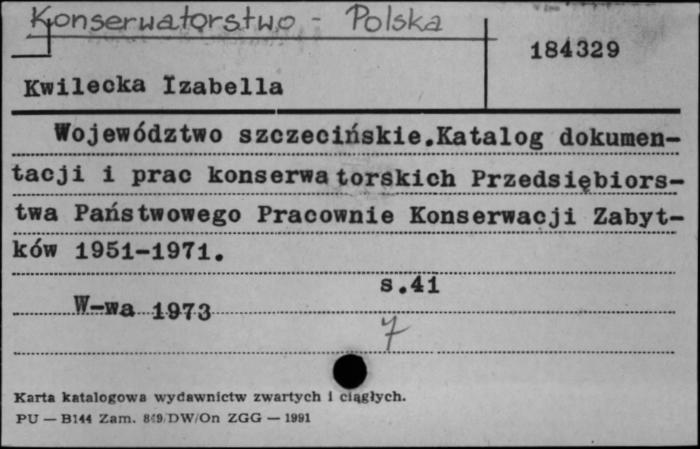 Konserwatorstwo - Polska
184329
Kwilecka Izabella
Województwo szczecińskie.Katalog dokumen-
tacji i prac konserwatorskich Przedsiębiors-
twa Państwowego Pracownie Konserwacji Zabyt-
ków 1951-1971.
s.41
W-wa 1973
7
Karta katalogowa wydawnictw zwartych i ciągłych.
PU — B144 Zam. 849/DW/On ZGG — 1991